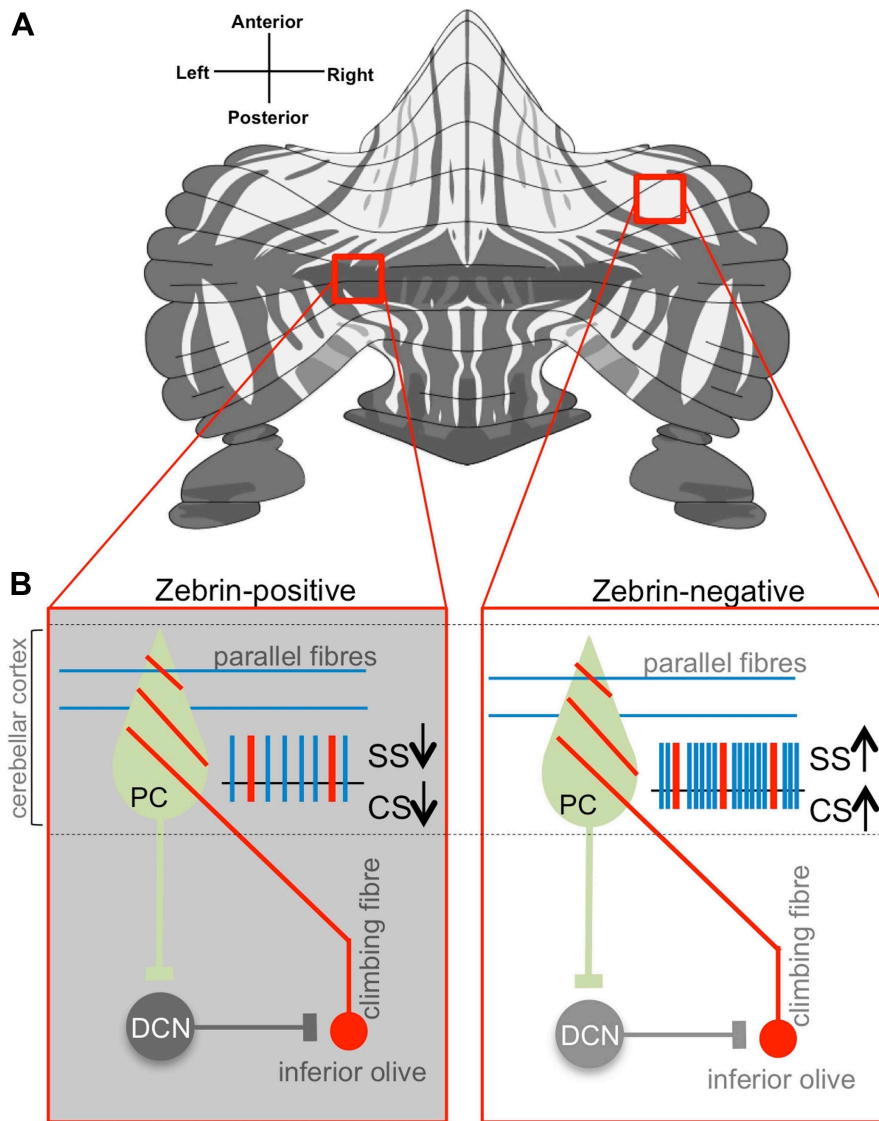 A
Anterior
Left
Right
Posterior
B
Zebrin-positive
Zebrin-negative
cerebellar cortex
parallel fibres
SS
CS
PC
climbing fibre
DCN
inferior olive
parallel fibres
SS
CS
PC
climbing fibre
DCN
inferior olive